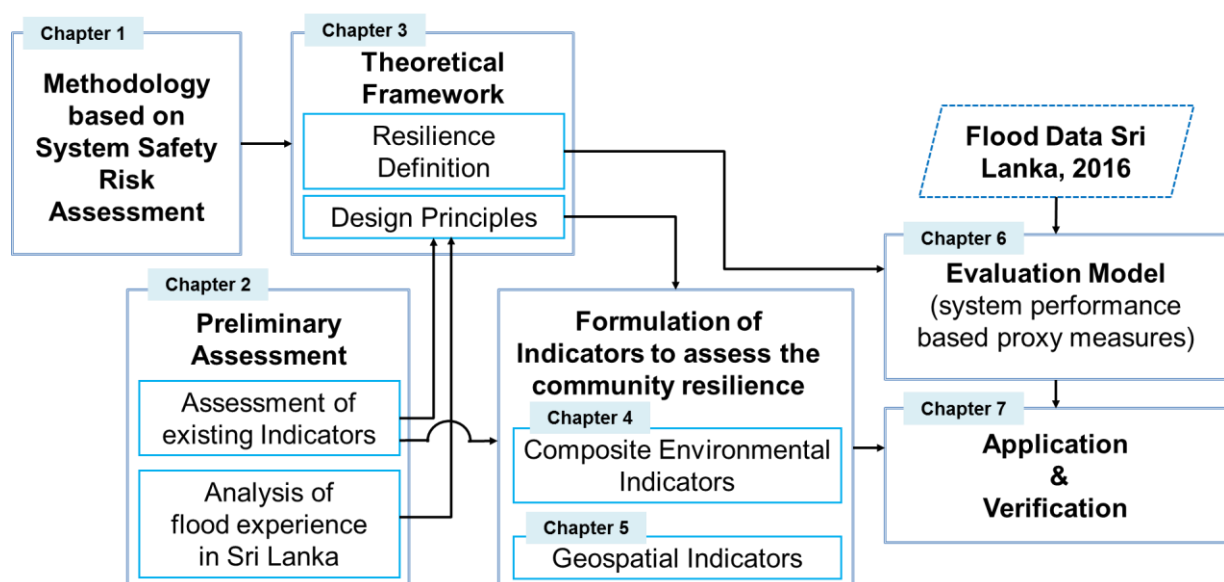 Chapter 1
Methodology
based on
System Safety
Risk
Assessment
Chapter 3
Theoretical
Framework
Resilience
Definition
Design Principles
Chapter 2
Preliminary
Assessment
Assessment of
existing Indicators
Analysis of
flood experience
in Sri Lanka
Formulation of
Indicators to assess the
community resilience
Chapter 4
Composite Environmental
Indicators
Chapter 5
Geospatial Indicators
Flood Data Sri
Lanka, 2016
Chapter 6
Evaluation Model
(system performance
based proxy measures)
Chapter 7
Application
&
Verification